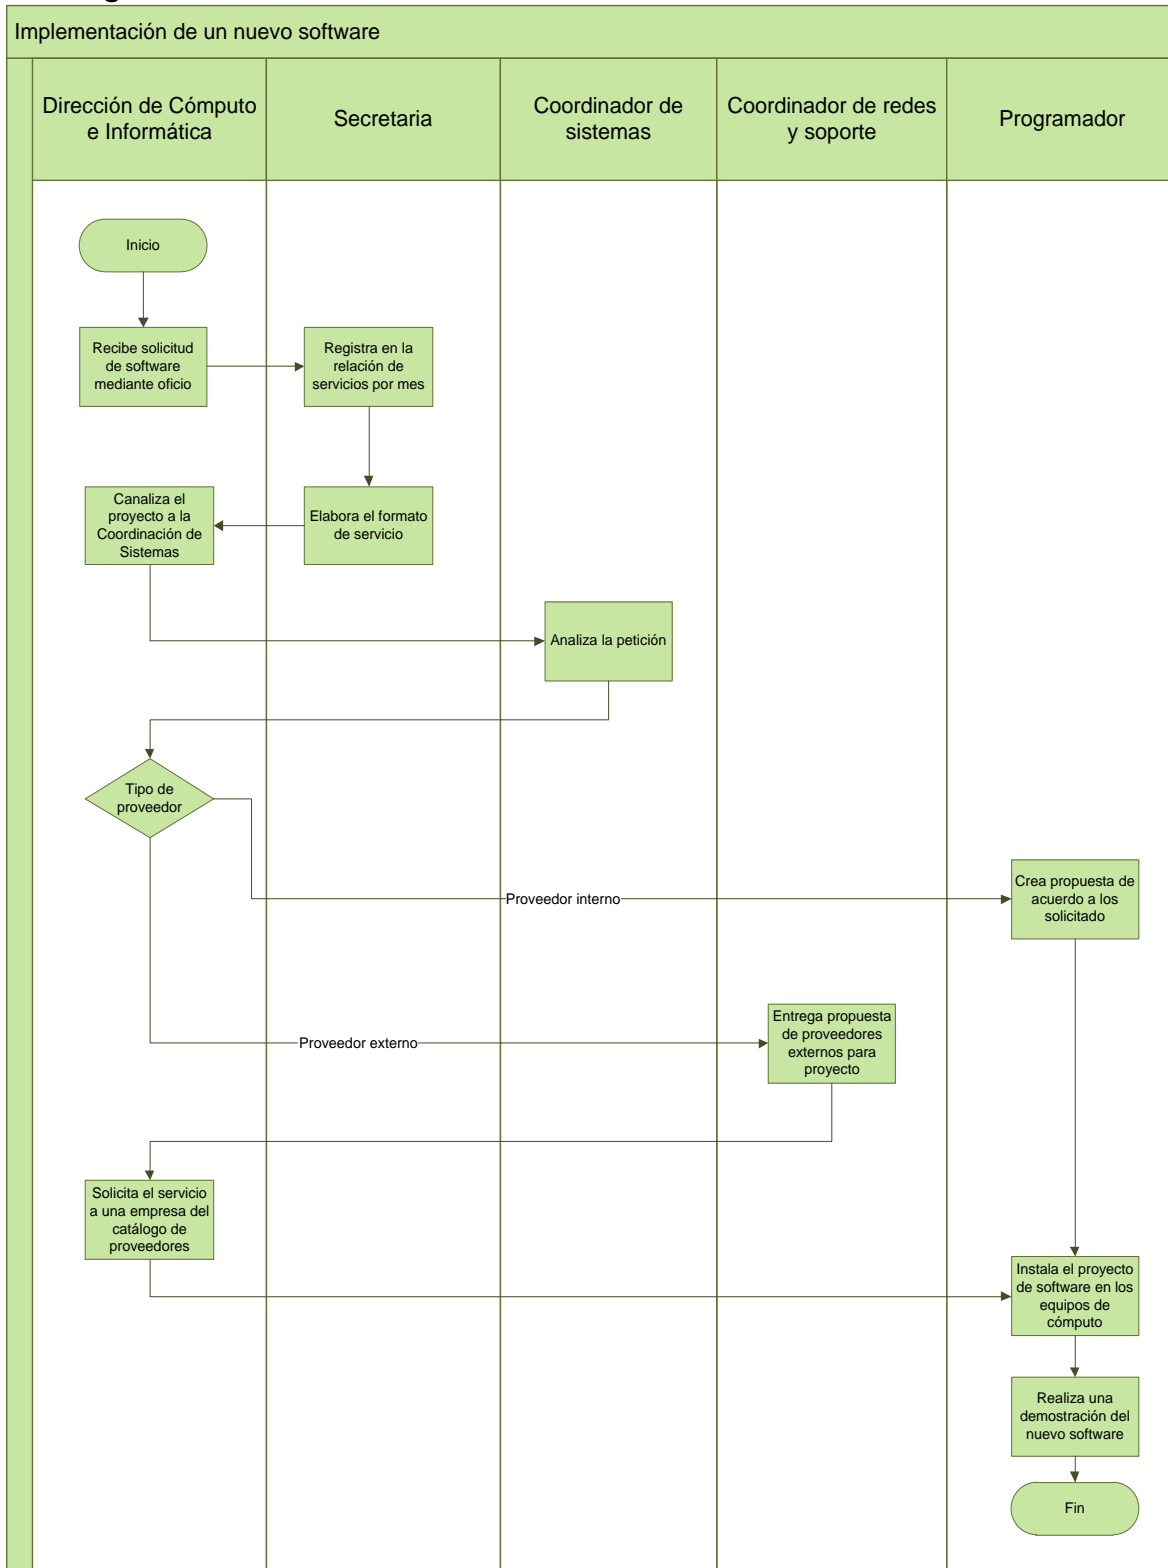 Implementación de un nuevo software
Dirección de Cómputo
e Informática
Secretaria
Coordinador de
sistemas
Coordinador de redes
y soporte
Programador
Inicio
Recibe solicitud
de software
mediante oficio
Registra en la
relación de
servicios por mes
Canaliza el
proyecto a la
Coordinación de
Sistemas
Elabora el formato
de servicio
Analiza la petición
Tipo de
proveedor
Crea propuesta de
acuerdo a los
solicitado
Proveedor interno
Entrega propuesta
de proveedores
externos para
proyecto
Proveedor externo
Solicita el servicio
a una empresa del
catálogo de
proveedores
Instala el proyecto
de software en los
equipos de
cómputo
Realiza una
demostración del
nuevo software
Fin